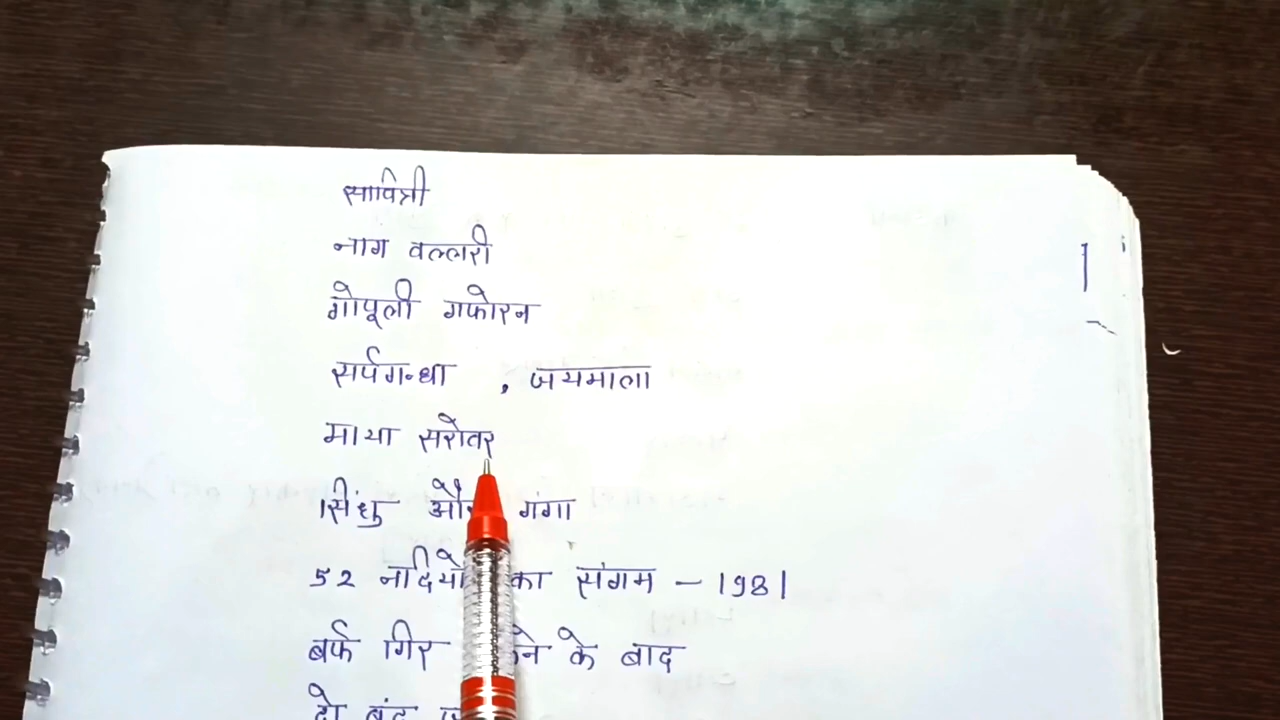 सावित्री
नाग वल्लरी
गोपूली गफोरन
सर्पगन्धा , जयमाला
माया सरोवर
सिंधु और गंगा
52 नदियों का संगम – 1981
बर्फ गिर के बाद
दो बूंद